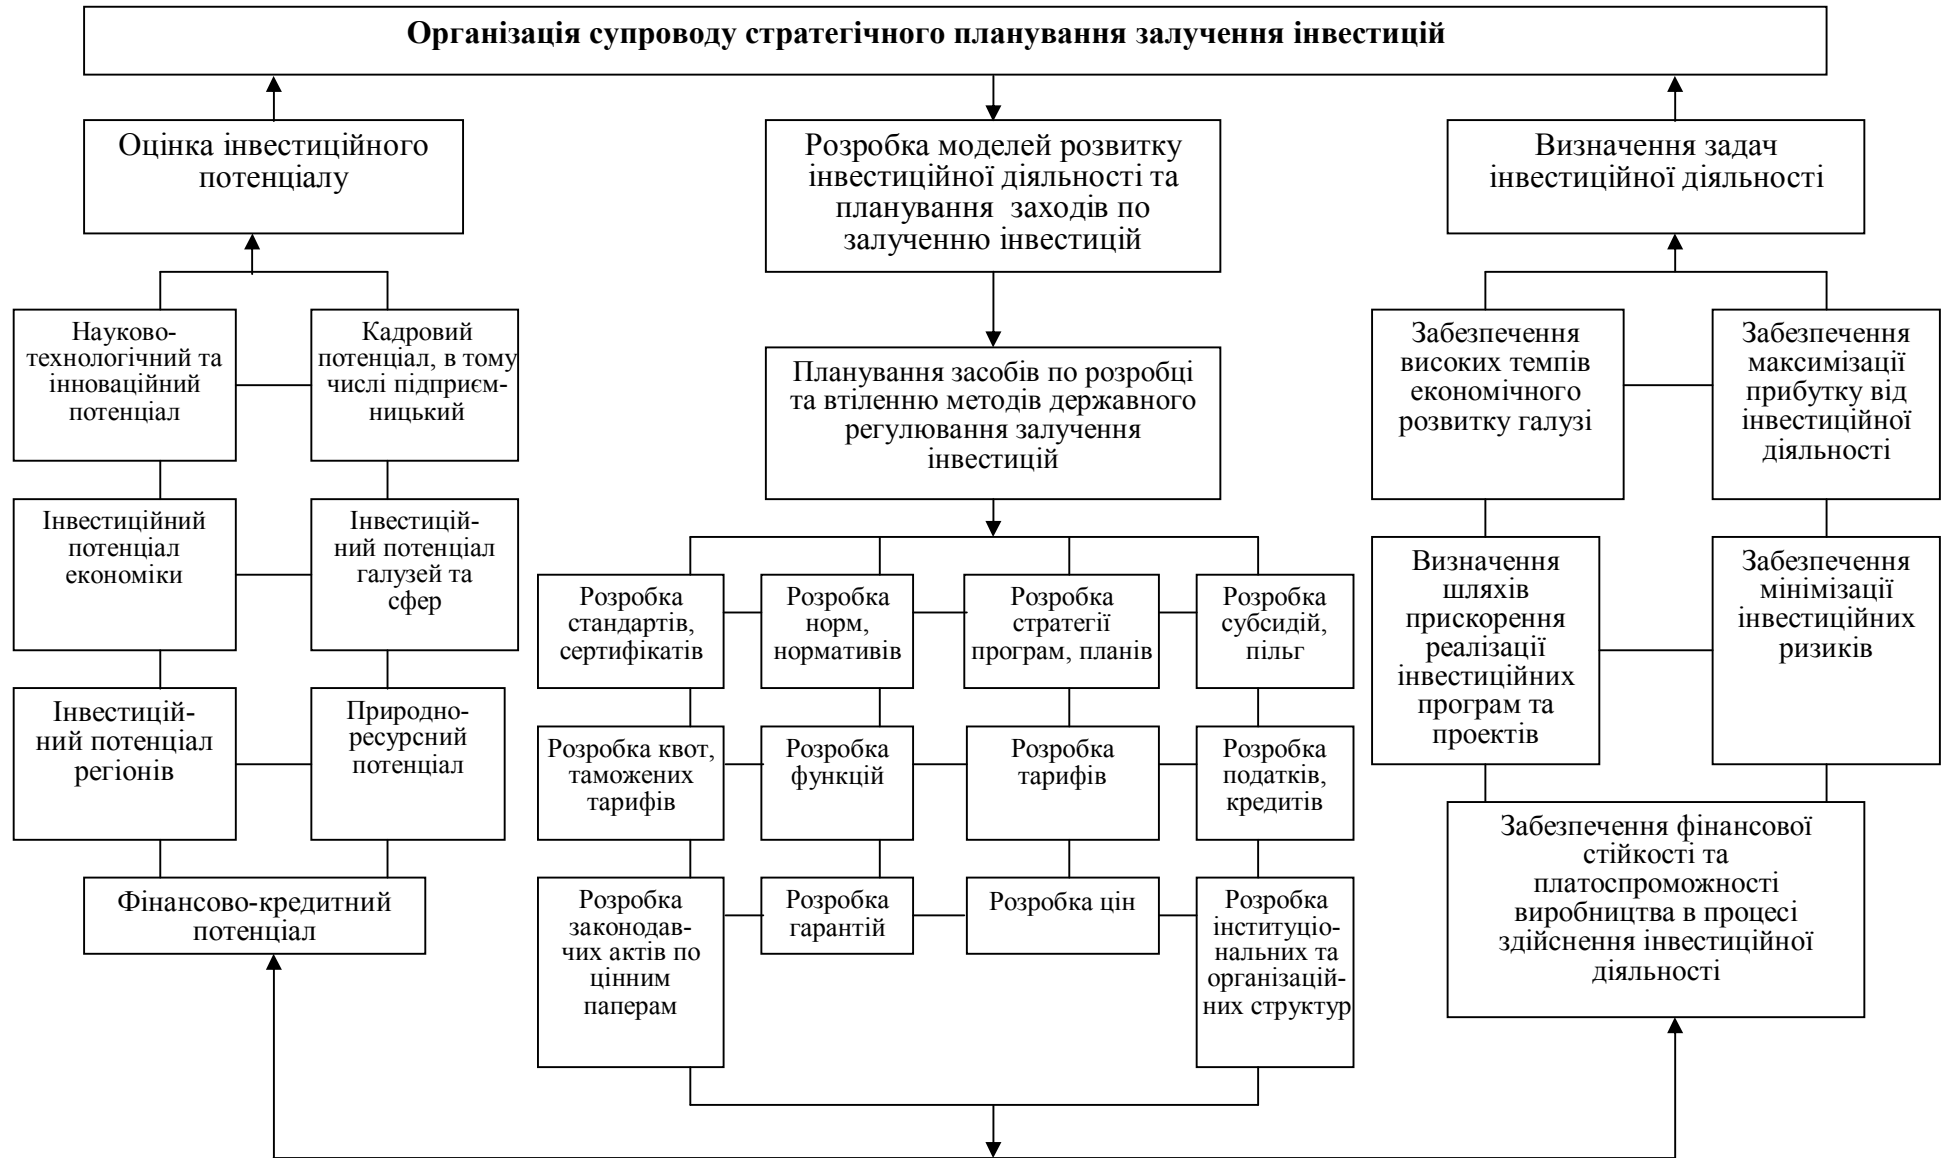 Організація супроводу стратегічного планування залучення інвестицій
Оцінка інвестиційного
потенціалу
Розробка моделей розвитку
інвестиційної діяльності та
планування заходів по
залученню інвестицій
Визначення задач
інвестиційної діяльності
Науково-
технологічний та
інноваційний
потенціал
Кадровий
потенціал, в тому
числі підприєм-
ницький
Планування засобів по розробці
та втіленню методів державного
регулювання залучення
інвестицій
Забезпечення
високих темпів
економічного
розвитку галузі
Забезпечення
максимізації
прибутку від
інвестиційної
діяльності
Інвестиційний
потенціал
економіки
Інвестицій-
ний потенціал
галузей та
сфер
Розробка
стандартів,
сертифікатів
Розробка
норм,
нормативів
Розробка
стратегії
програм, планів
Розробка
субсидій,
пільг
Визначення
шляхів
прискорення
реалізації
інвестиційних
програм та
проектів
Забезпечення
мінімізації
інвестиційних
ризиків
Інвестицій-
ний потенціал
регіонів
Природно-
ресурсний
потенціал
Розробка квот,
таможених
тарифів
Розробка
функцій
Розробка
тарифів
Розробка
податків,
кредитів
Фінансово-кредитний
потенціал
Розробка
законодав-
чих актів по
цінним
паперам
Розробка
гарантій
Розробка цін
Розробка
інституціо-
нальних та
організацій-
них структур
Забезпечення фінансової
стійкості та
платоспроможності
виробництва в процесі
здійснення інвестиційної
діяльності